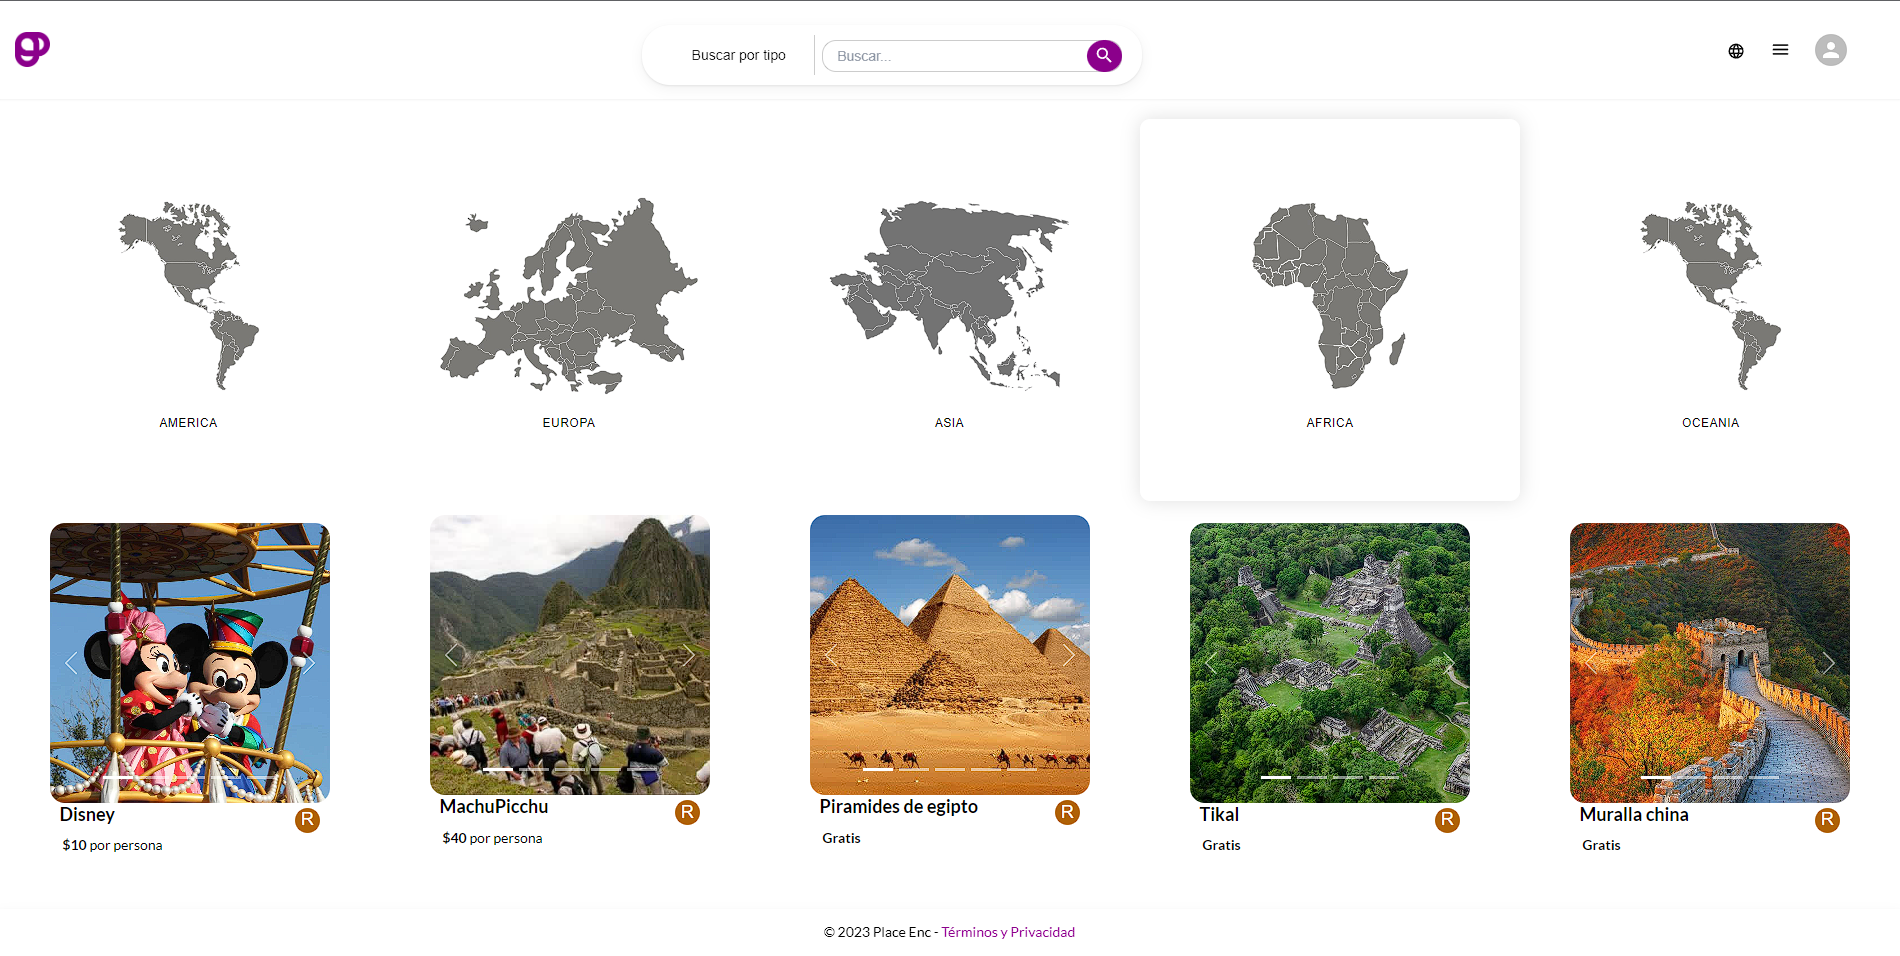 Buscar por tipo
Buscar...
AMERICA
EUROPA
ASIA
AFRICA
OCEANIA
Disney
R
$10 por persona
MachuPicchu
R
$40 por persona
Piramides de egipto
R
Gratis
Tikal
R
Gratis
Muralla china
R
Gratis
© 2023 Place Enc - Términos y Privacidad